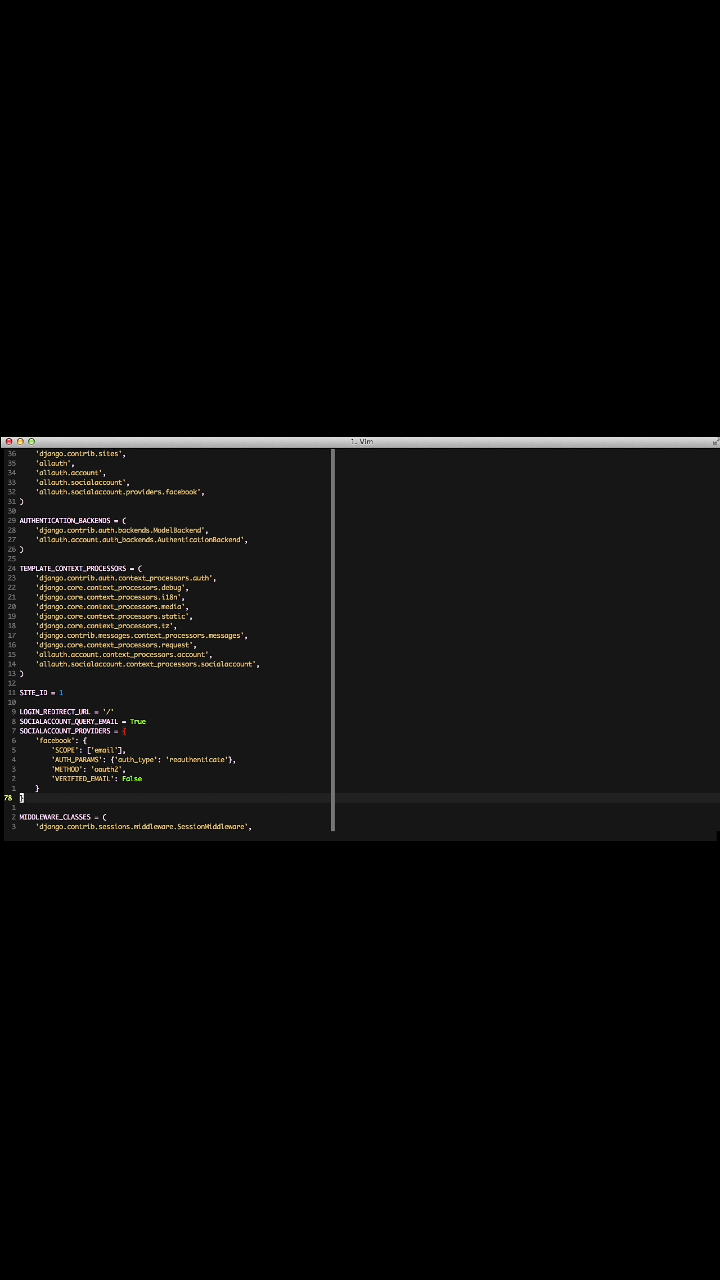 1. Vim
36 'django.contrib.sites',
35 'allauth',
34 'allauth.account',
33 'allauth.socialaccount',
32 'allauth.socialaccount.providers.facebook',
31 )
30
29 AUTHENTICATION_BACKENDS = (
28 'django.contrib.auth.backends.ModelBackend',
27 'allauth.account.auth_backends.AuthenticationBackend',
26 )
25
24 TEMPLATE_CONTEXT_PROCESSORS = (
23 'django.contrib.auth.context_processors.auth',
22 'django.core.context_processors.debug',
21 'django.core.context_processors.i18n',
20 'django.core.context_processors.media',
19 'django.core.context_processors.static',
18 'django.core.context_processors.tz',
17 'django.contrib.messages.context_processors.messages',
16 'django.core.context_processors.request',
15 'allauth.account.context_processors.account',
14 'allauth.socialaccount.context_processors.socialaccount',
13 )
12
11 SITE_ID = 1
10
9 LOGIN_REDIRECT_URL = '/'
8 SOCIALACCOUNT_QUERY_EMAIL = True
7 SOCIALACCOUNT_PROVIDERS = {
6 'facebook': {
5 'SCOPE': ['email'],
4 'AUTH_PARAMS': {'auth_type': 'reauthenticate'},
3 'METHOD': 'oauth2',
2 'VERIFIED_EMAIL': False
1 }
78 }
1
2 MIDDLEWARE_CLASSES = (
3 'django.contrib.sessions.middleware.SessionMiddleware',